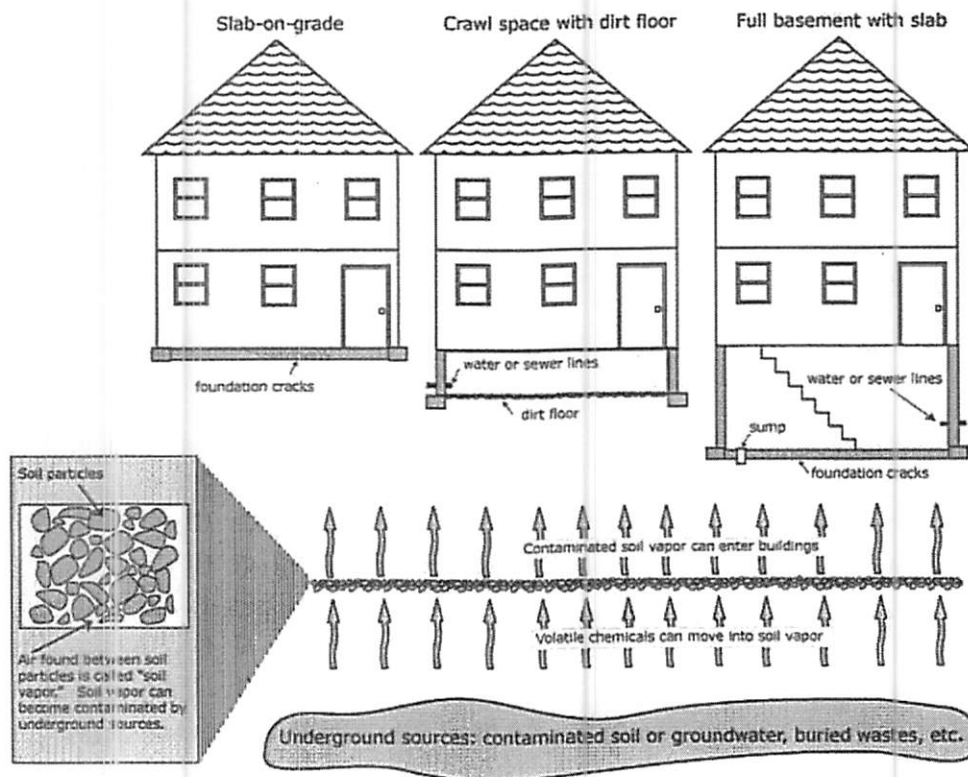 Slab-on-grade
Crawl space with dirt floor
Full basement with slab
foundation cracks
water or sewer lines
dirt floor
water or sewer lines
sump
foundation cracks
Soil particles
Air found between soil
particles is called "soil
vapor." Soil vapor can
become contaminated by
underground sources.
Contaminated soil vapor can enter buildings
Volatile chemicals can move into soil vapor
Underground sources: contaminated soil or groundwater, buried wastes, etc.